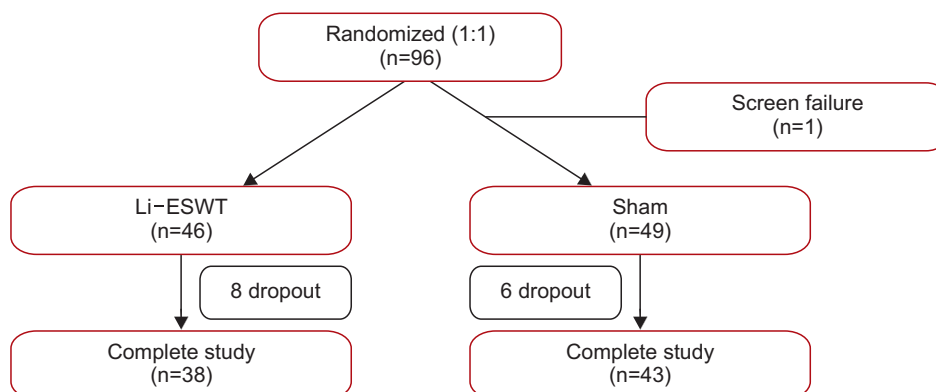 Randomized (1:1)
(n=96)
Screen failure
(n=1)
Li−ESWT
(n=46)
Sham
(n=49)
8 dropout
6 dropout
Complete study
(n=38)
Complete study
(n=43)